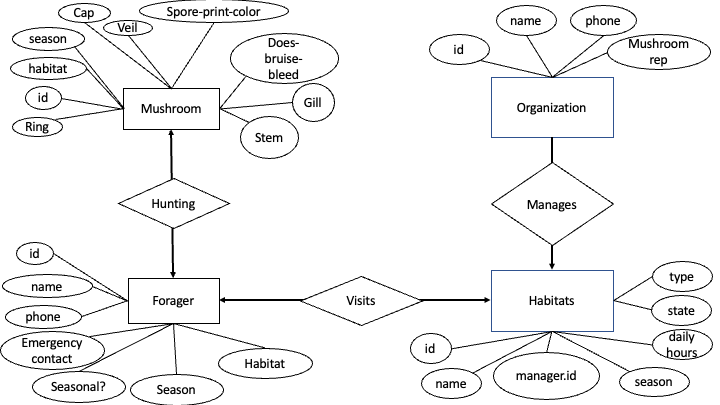 Cap
Spore-print-color
name
phone
Veil
season
Does-
bruise-
bleed
id
Mushroom
rep
habitat
id
Gill
Mushroom
Organization
Ring
Stem
Hunting
Manages
id
name
type
Forager
Visits
Habitats
phone
state
Emergency
contact
id
daily
hours
Habitat
manager.id
Seasonal?
Season
name
season